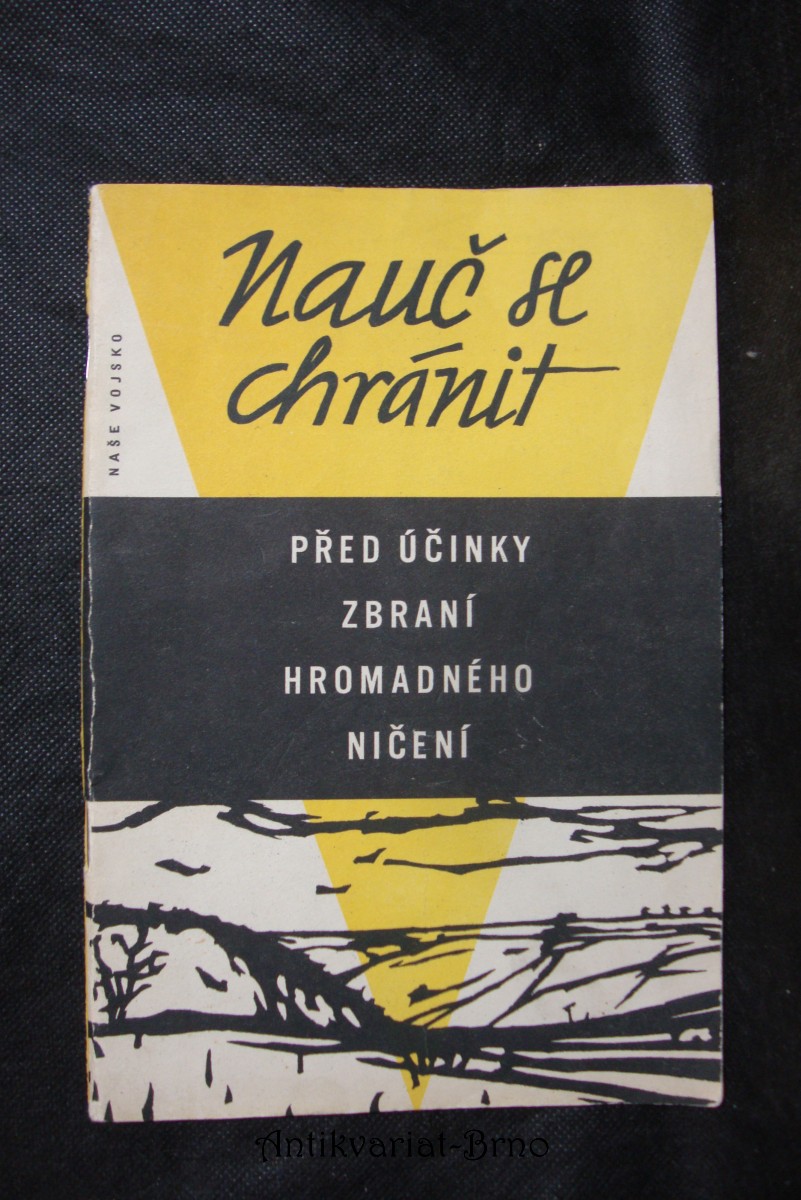 Nauč se
chránit
NAŠE VOJSKO
PŘED ÚČINKY
ZBRANÍ
HROMADNÉHO
NIČENÍ
Antikvariat-Brno